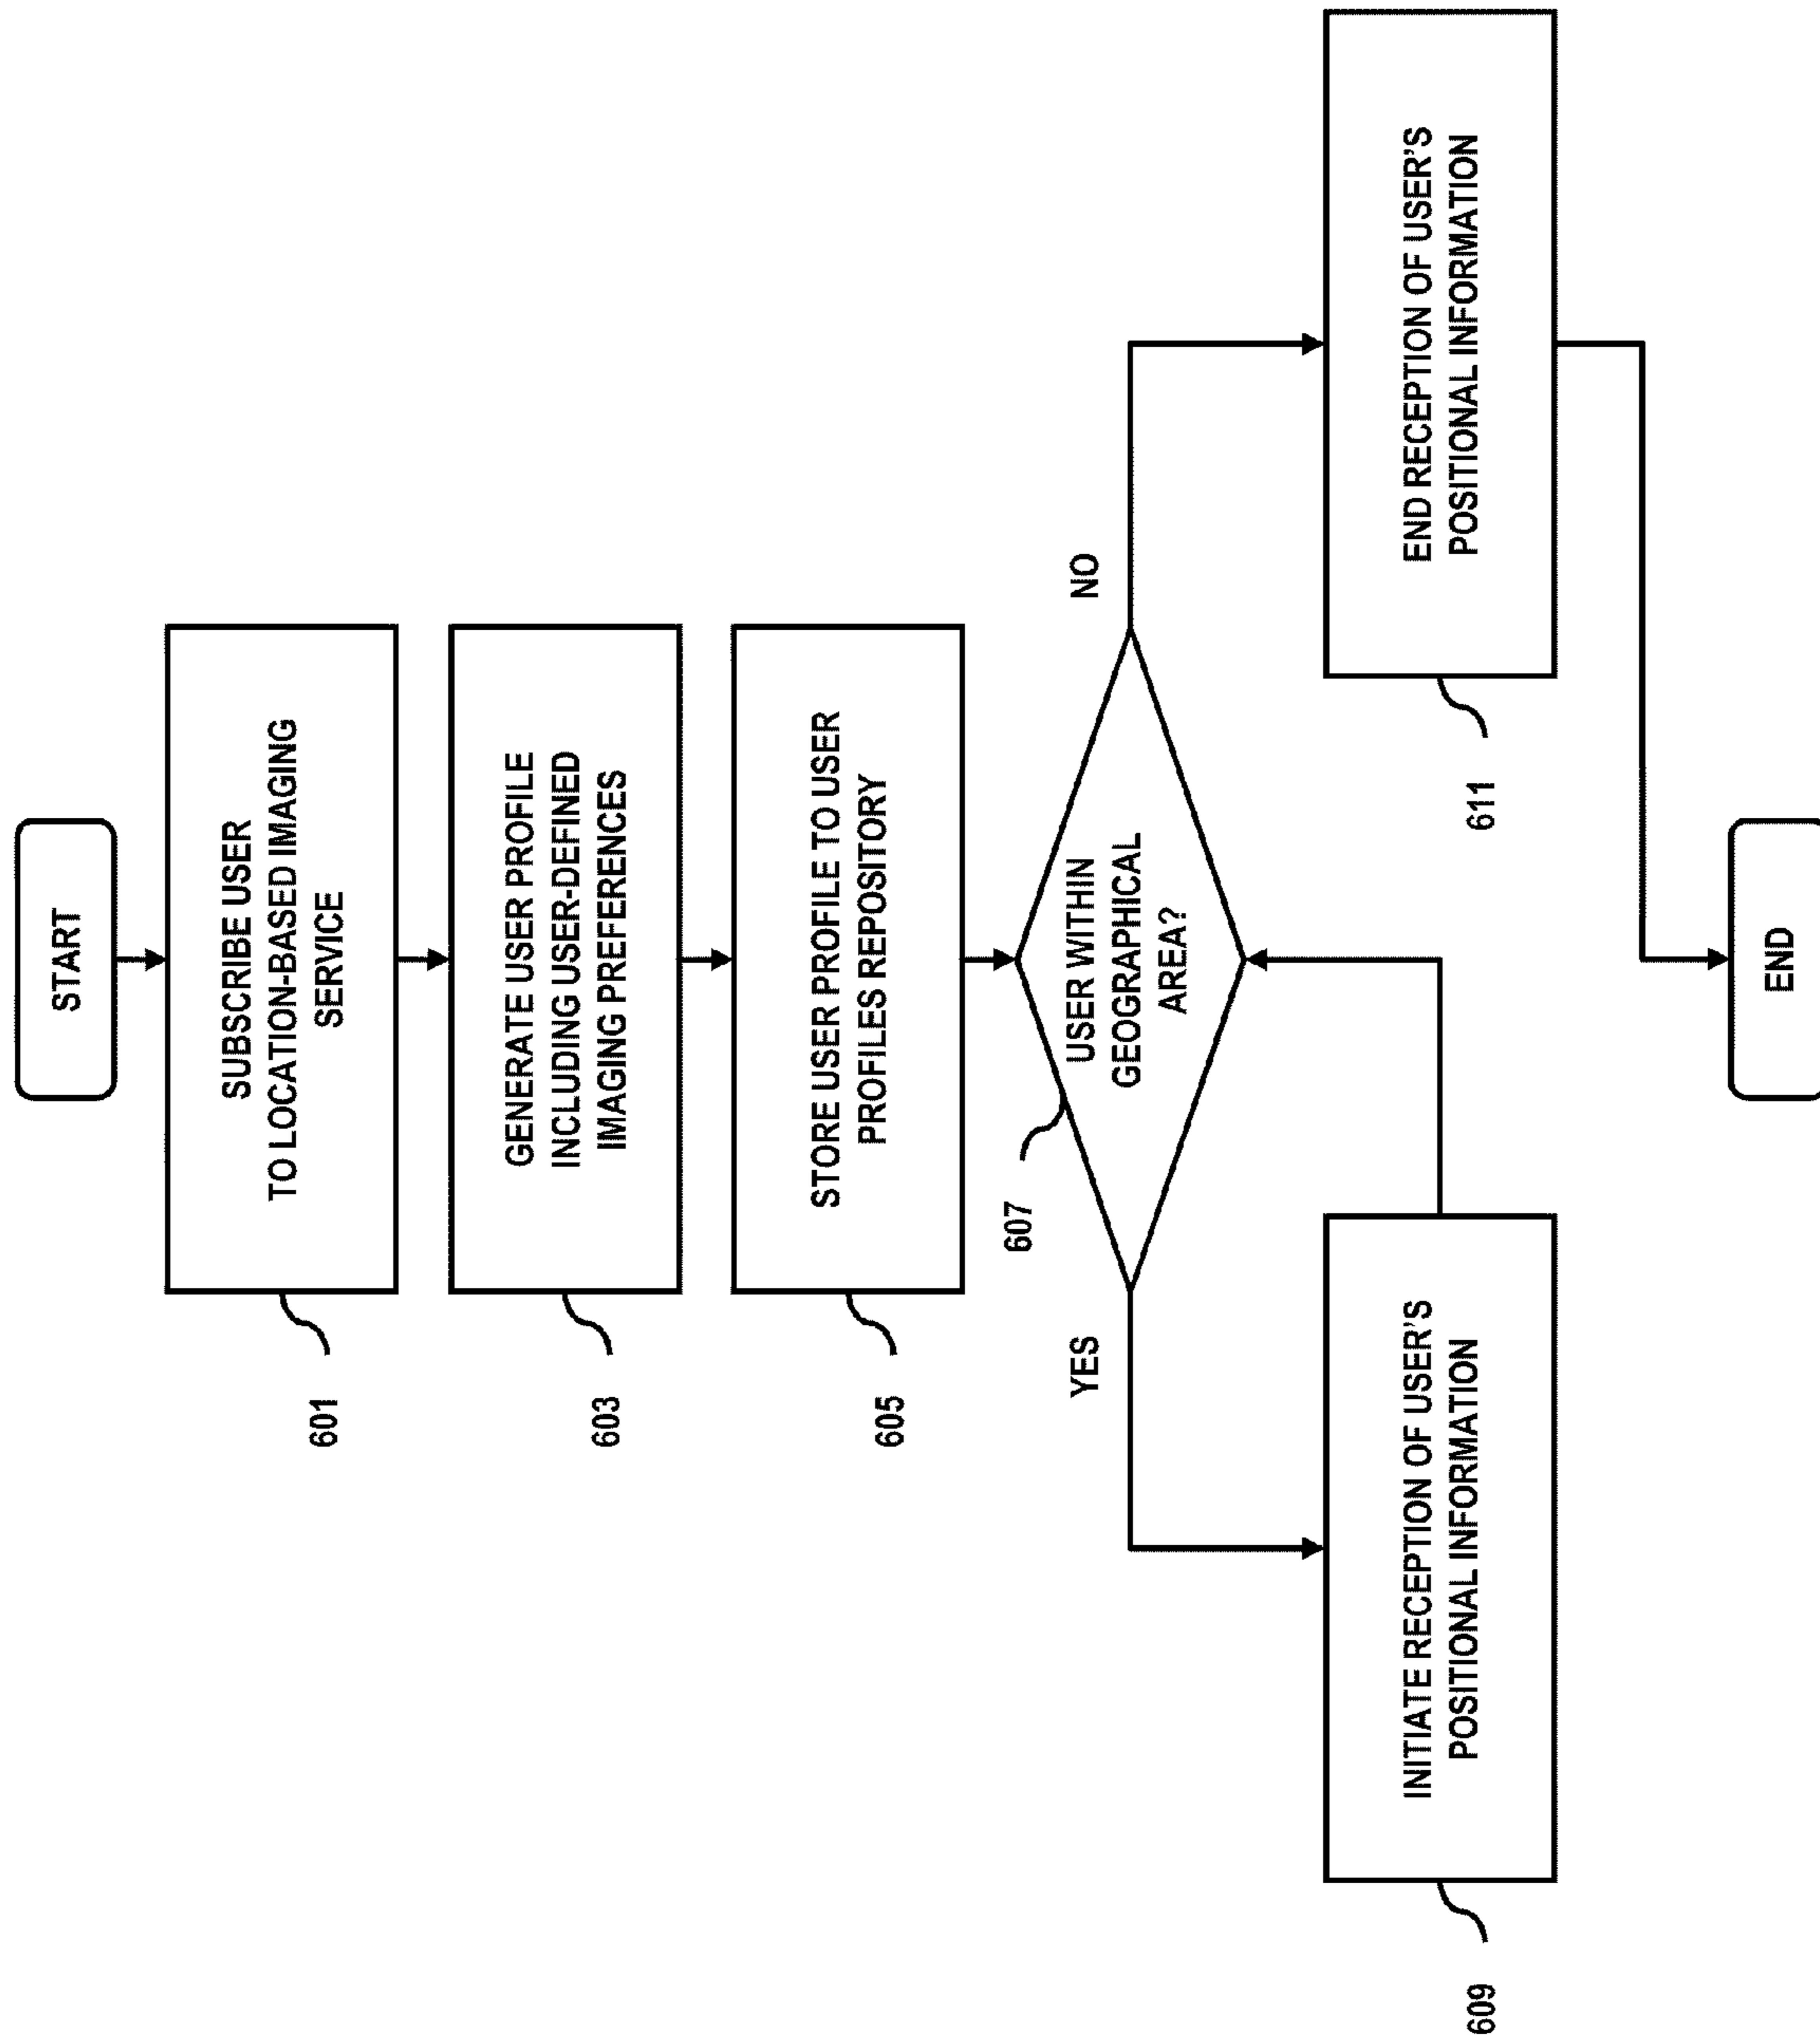 START
SUBSCRIBE USER
TO LOCATION-BASED IMAGING
SERVICE
601
GENERATE USER PROFILE
INCLUDING USER-DEFINED
IMAGING PREFERENCES
603
STORE USER PROFILE TO USER
PROFILES REPOSITORY
605
607
USER WITHIN
GEOGRAPHICAL
AREA?
YES
NO
INITIATE RECEPTION OF USER'S
POSITIONAL INFORMATION
609
END RECEPTION OF USER'S
POSITIONAL INFORMATION
611
END